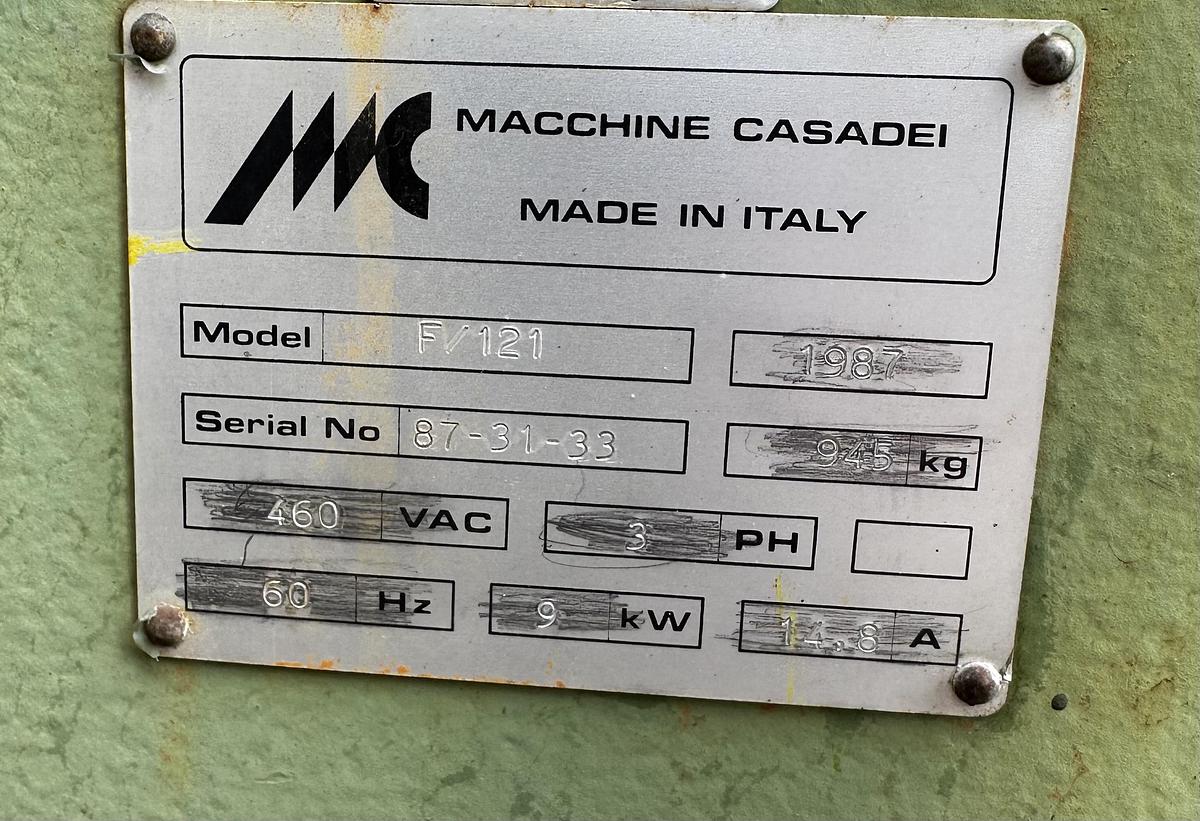 MC MACCHINE CASADEI
MADE IN ITALY
Model F/121 1987
Serial No 87-31-33 945 kg
460 VAC 3 PH
60 Hz 9 kW 14.8 A